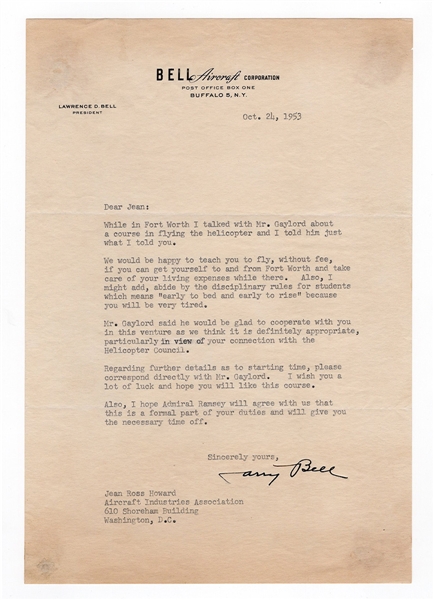 BELL Aircraft CORPORATION
POST OFFICE BOX ONE
BUFFALO 5, N.Y.
LAWRENCE D. BELL
PRESIDENT
Oct. 24, 1953
Dear Jean:
While in Fort Worth I talked with Mr. Gaylord about
a course in flying the helicopter and I told him just
what I told you.
We would be happy to teach you to fly, without fee,
if you can get yourself to and from Fort Worth and take
care of your living expenses while there. Also, I
might add, abide by the disciplinary rules for students
which means "early to bed and early to rise" because
you will be very tired.
Mr. Gaylord said he would be glad to cooperate with you
in this venture as we think it is definitely appropriate,
particularly in view of your connection with the
Helicopter Council.
Regarding further details as to starting time, please
correspond directly with Mr. Gaylord. I wish you a
lot of luck and hope you will like this course.
Also, I hope Admiral Ramsey will agree with us that
this is a formal part of your duties and will give you
the necessary time off.
Sincerely yours,
Larry Bell
Jean Ross Howard
Aircraft Industries Association
610 Shoreham Building
Washington, D.C.